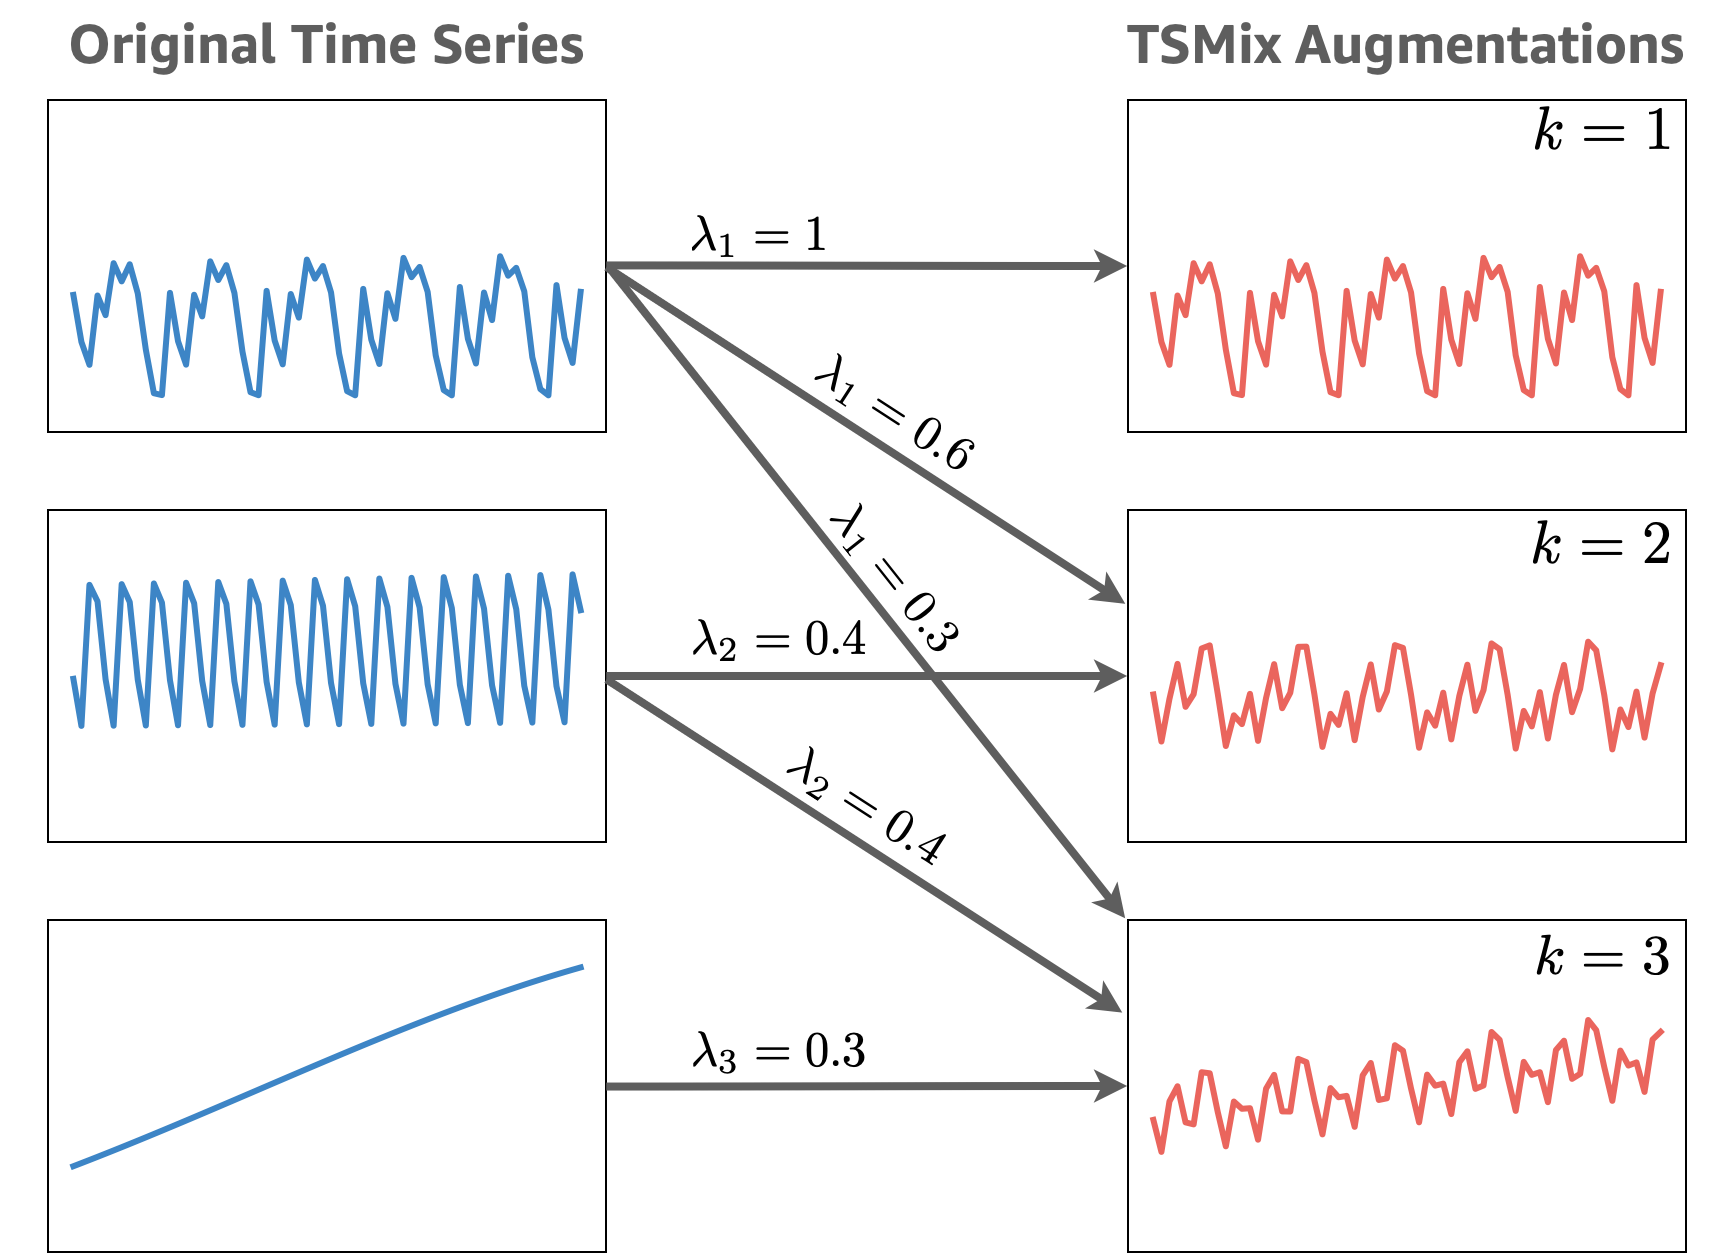 Original Time Series
TSMix Augmentations
k = 1
λ₁ = 1
λ₁ = 0.6
λ₁ = 0.3
k = 2
λ₂ = 0.4
λ₂ = 0.4
k = 3
λ₃ = 0.3